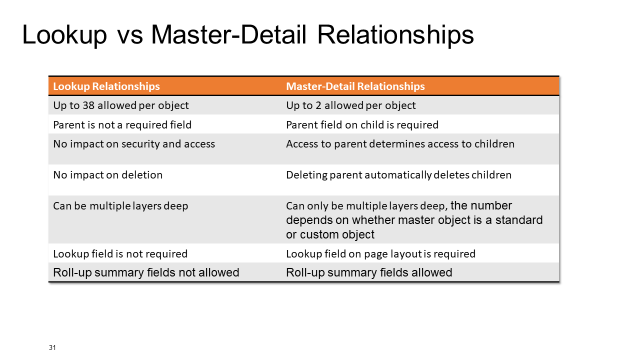 Lookup vs Master-Detail Relationships
Lookup Relationships Master-Detail Relationships
Up to 38 allowed per object Up to 2 allowed per object
Parent is not a required field Parent field on child is required
No impact on security and access Access to parent determines access to children
No impact on deletion Deleting parent automatically deletes children
Can be multiple layers deep Can only be multiple layers deep, the number
depends on whether master object is a standard
or custom object
Lookup field is not required Lookup field on page layout is required
Roll-up summary fields not allowed Roll-up summary fields allowed
31